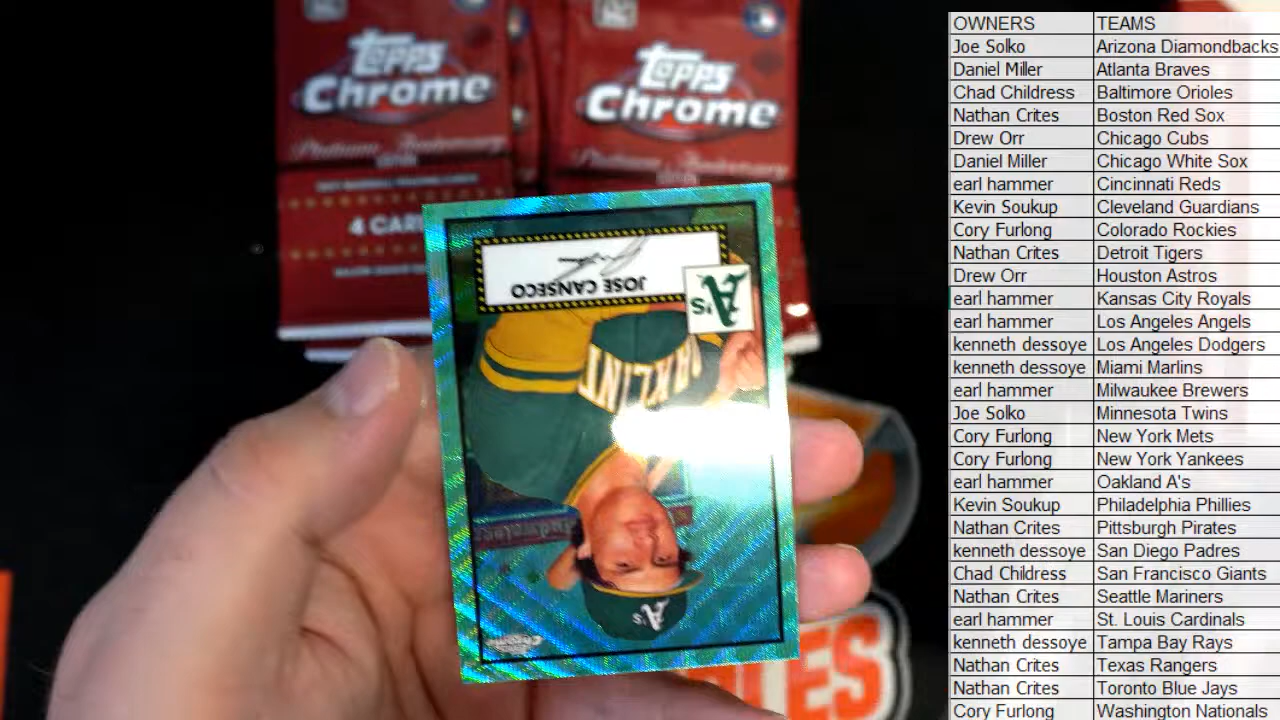 Topps
Chrome
Platinum Anniversary
4 CAR
Topps
Chrome
Platinum Anniversary
JOSE CANSECO
A's
A's
OWNERS TEAMS
Joe Solko Arizona Diamondbacks
Daniel Miller Atlanta Braves
Chad Childress Baltimore Orioles
Nathan Crites Boston Red Sox
Drew Orr Chicago Cubs
Daniel Miller Chicago White Sox
earl hammer Cincinnati Reds
Kevin Soukup Cleveland Guardians
Cory Furlong Colorado Rockies
Nathan Crites Detroit Tigers
Drew Orr Houston Astros
earl hammer Kansas City Royals
earl hammer Los Angeles Angels
kenneth dessoye Los Angeles Dodgers
kenneth dessoye Miami Marlins
earl hammer Milwaukee Brewers
Joe Solko Minnesota Twins
Cory Furlong New York Mets
Cory Furlong New York Yankees
earl hammer Oakland A's
Kevin Soukup Philadelphia Phillies
Nathan Crites Pittsburgh Pirates
kenneth dessoye San Diego Padres
Chad Childress San Francisco Giants
Nathan Crites Seattle Mariners
earl hammer St. Louis Cardinals
kenneth dessoye Tampa Bay Rays
Nathan Crites Texas Rangers
Nathan Crites Toronto Blue Jays
Cory Furlong Washington Nationals